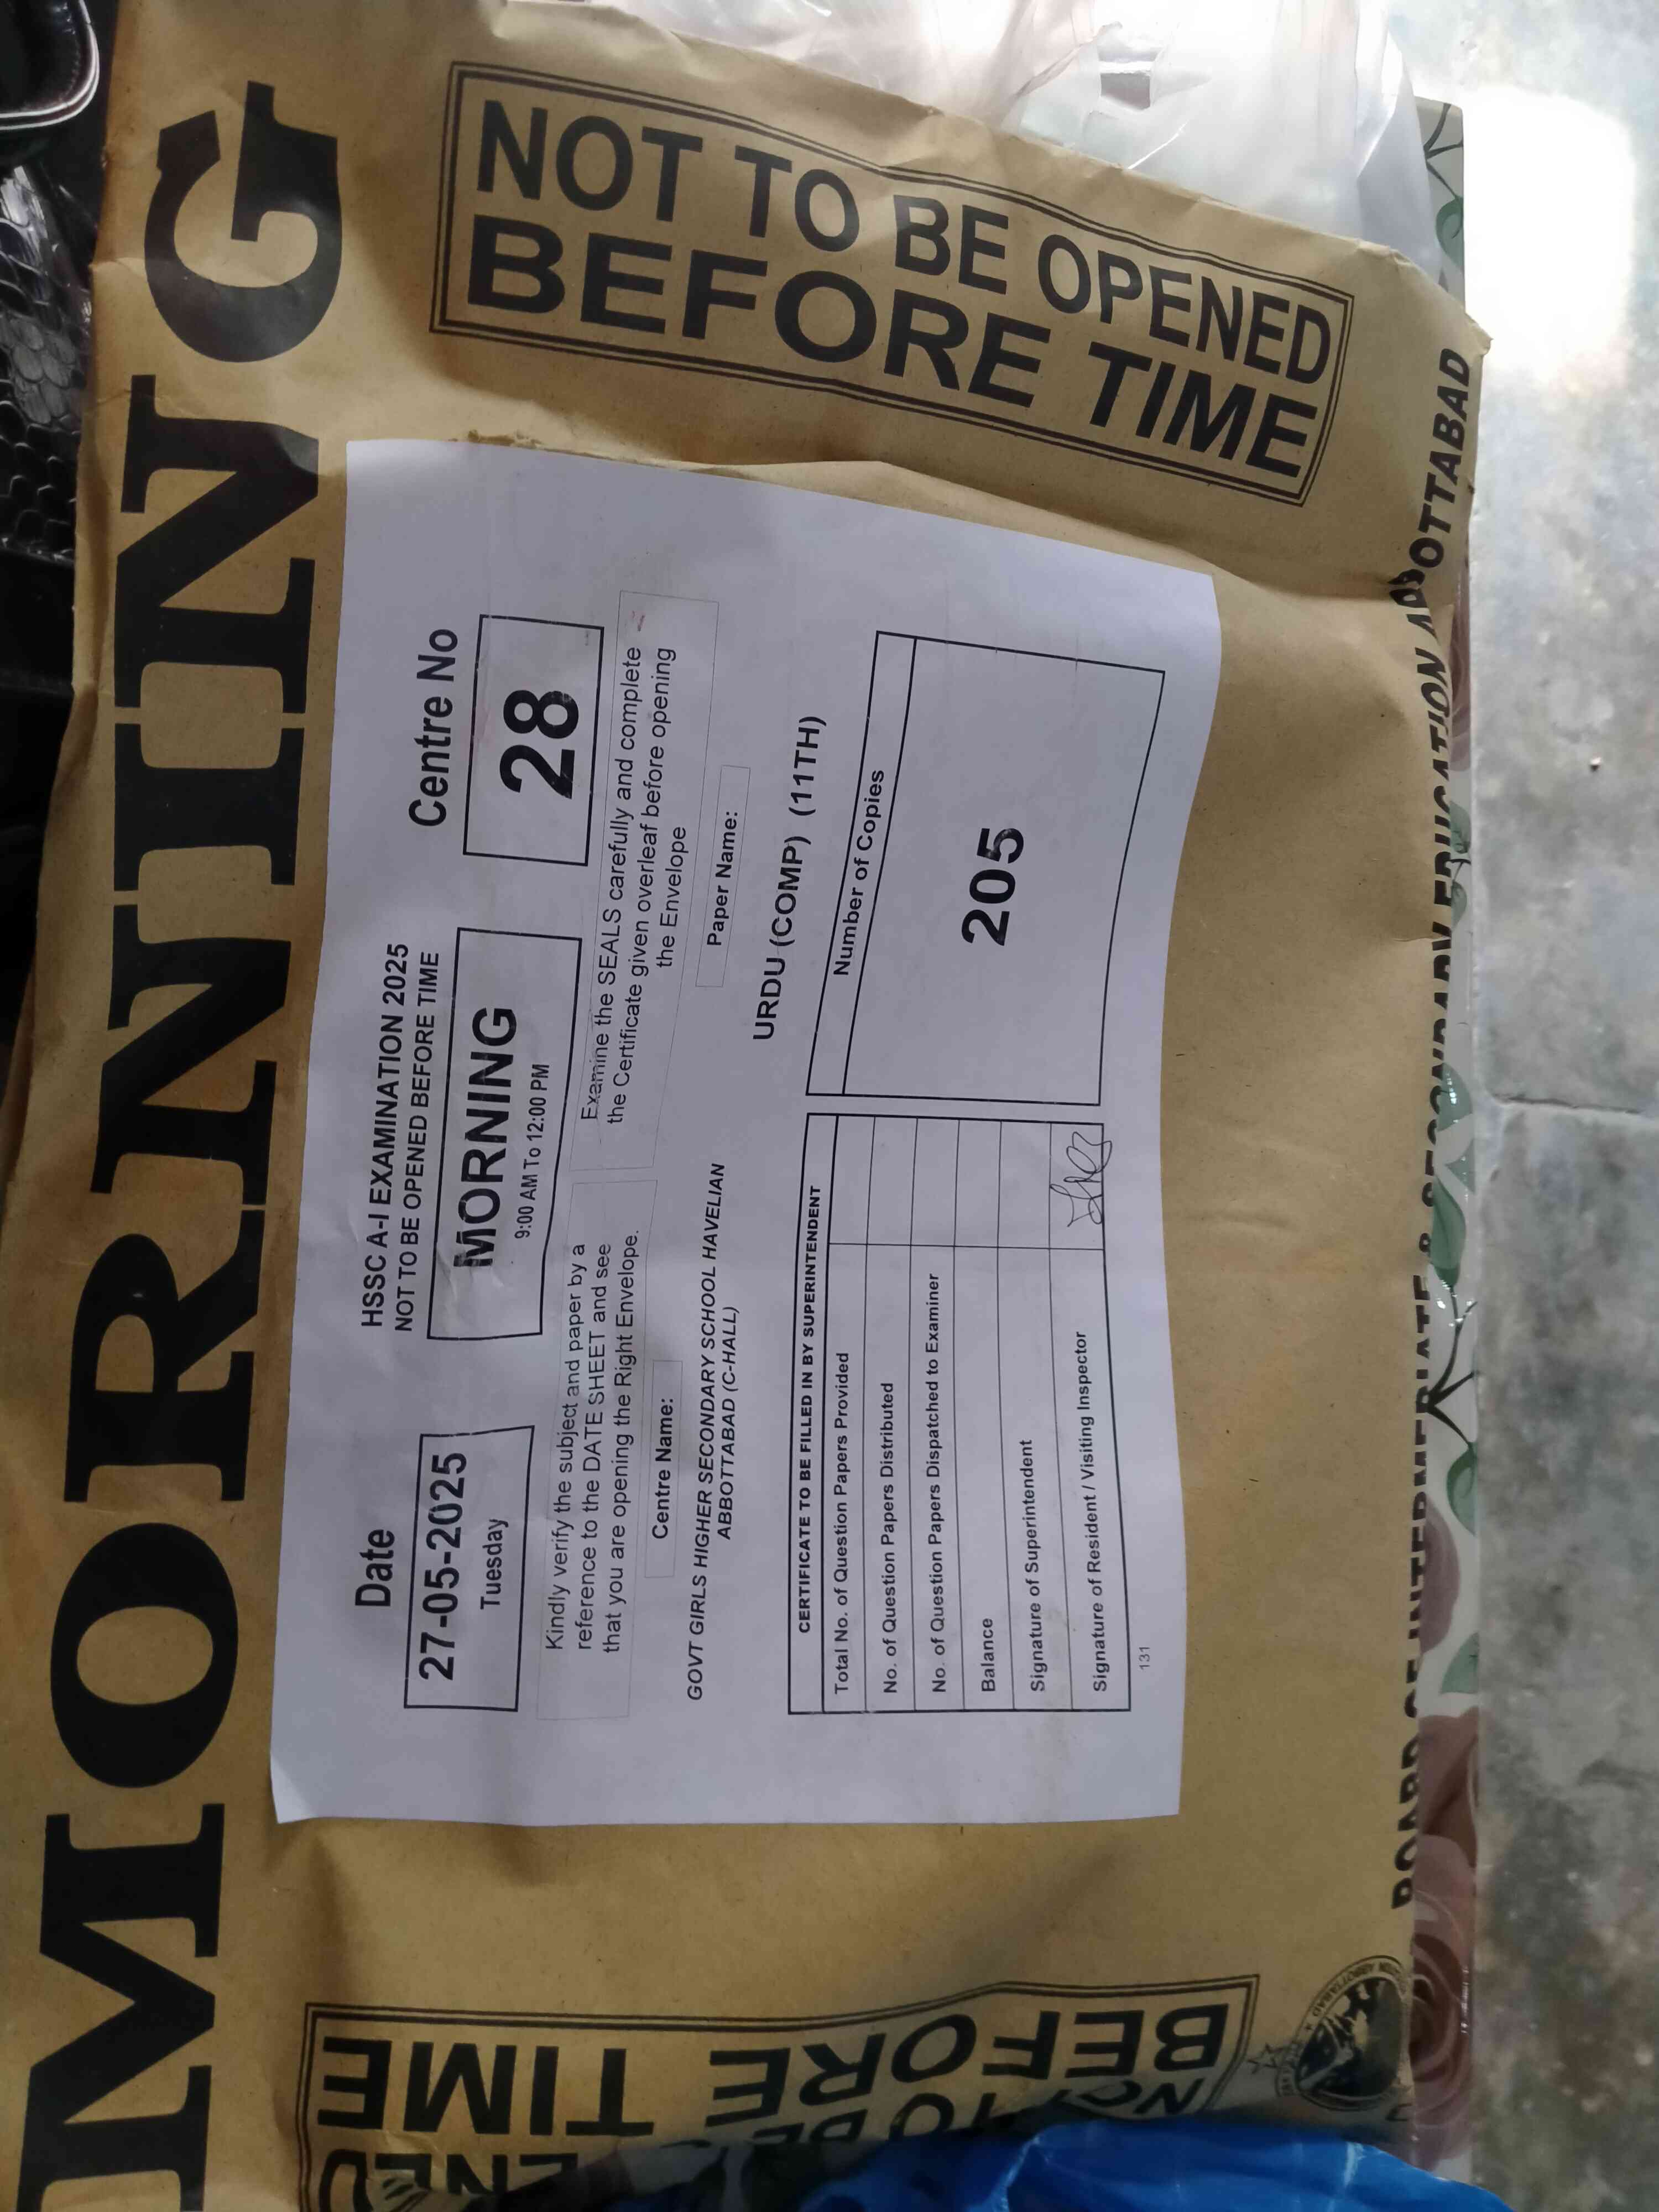 MORNING
NOT TO BE OPENED
BEFORE TIME
HSSC A-I EXAMINATION 2025
NOT TO BE OPENED BEFORE TIME
Date
27-05-2025
Tuesday
MORNING
9:00 AM To 12:00 PM
Centre No
28
Kindly verify the subject and paper by a
reference to the DATE SHEET and see
that you are opening the Right Envelope.
Examine the SEALS carefully and complete
the Certificate given overleaf before opening
the Envelope
Centre Name:
GOVT GIRLS HIGHER SECONDARY SCHOOL HAVELIAN
ABBOTTABAD (C-HALL)
Paper Name:
URDU (COMP) (11TH)
CERTIFICATE TO BE FILLED IN BY SUPERINTENDENT
Total No. of Question Papers Provided
No. of Question Papers Distributed
No. of Question Papers Dispatched to Examiner
Balance
Signature of Superintendent
Signature of Resident / Visiting Inspector
Number of Copies
205
131
BEFORE
TIME
BOARD OF INTERMEDIATE & SECONDARY EDUCATION ABBOTTABAD